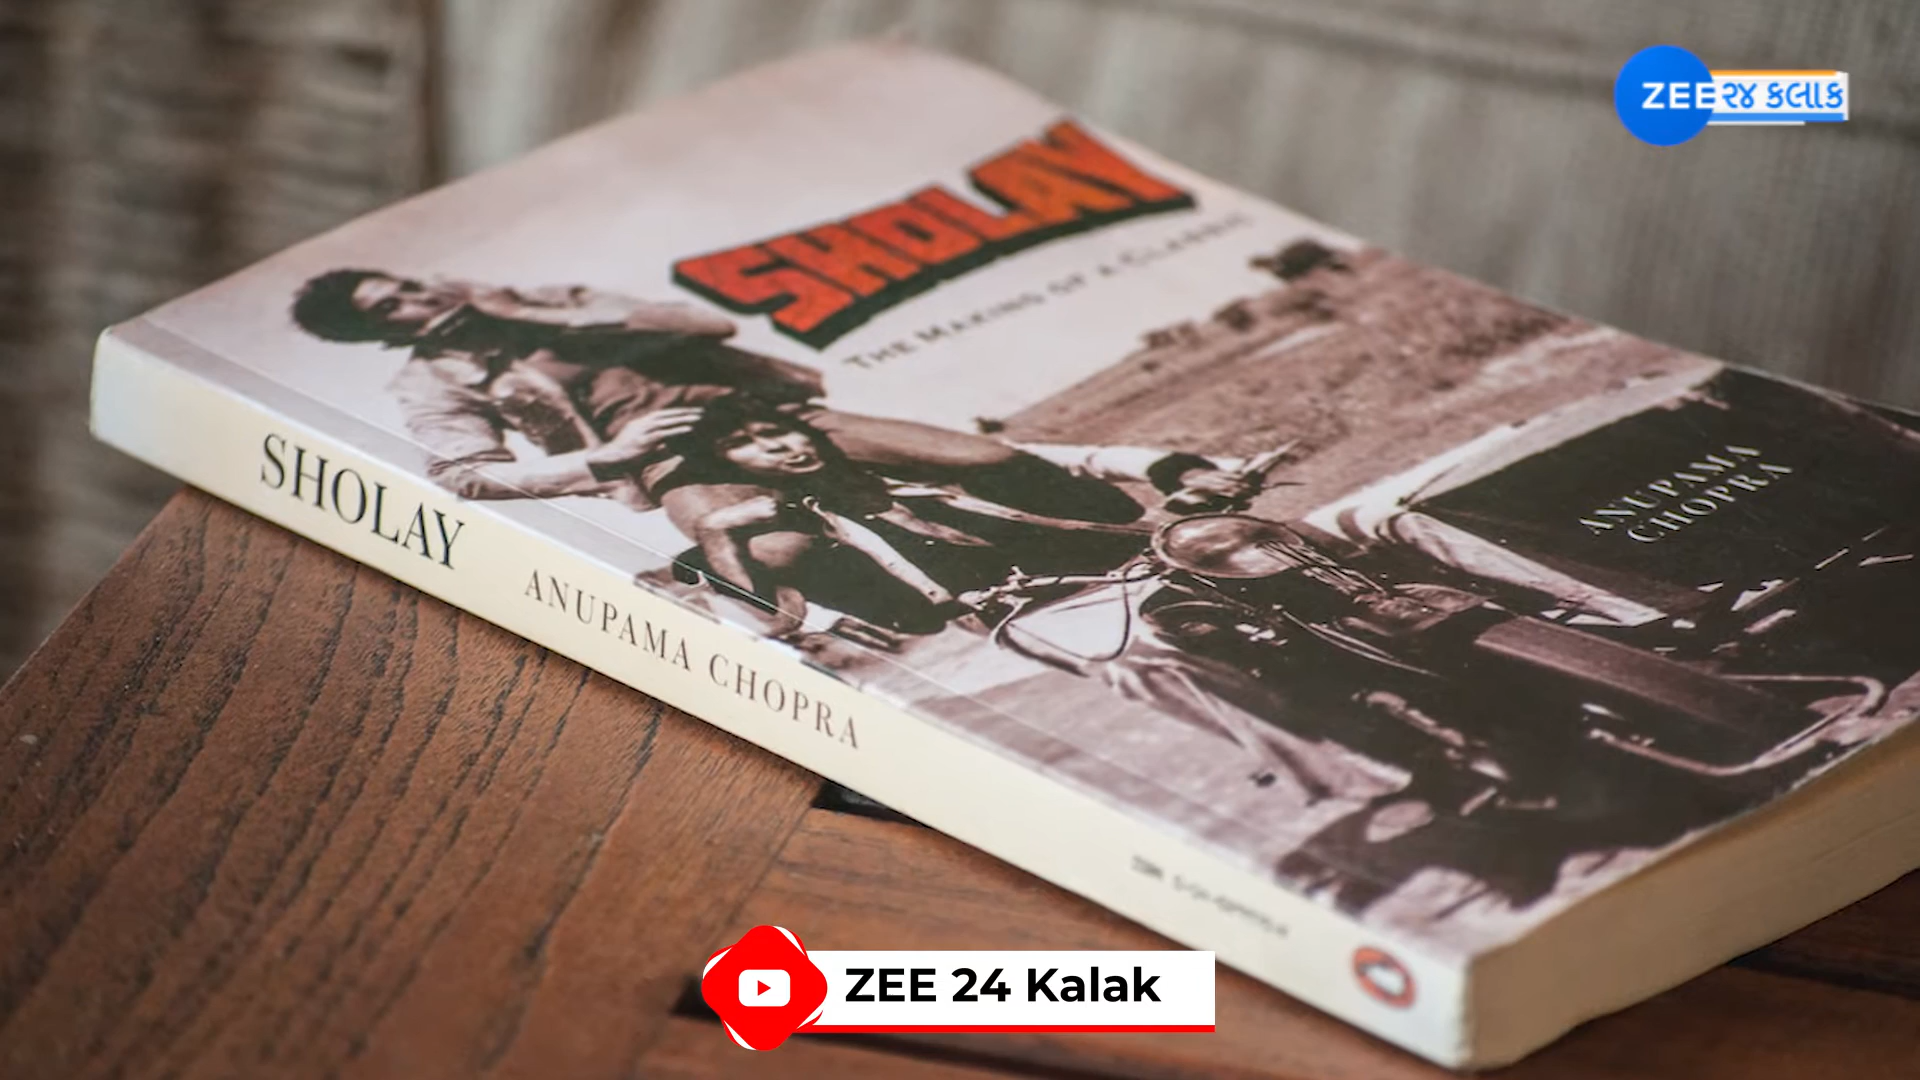 ZEE ૨૪ કલાક
SHOLAY
THE MAKING OF A CLASSIC
ANUPAMA
CHOPRA
SHOLAY ANUPAMA CHOPRA
ZEE 24 Kalak